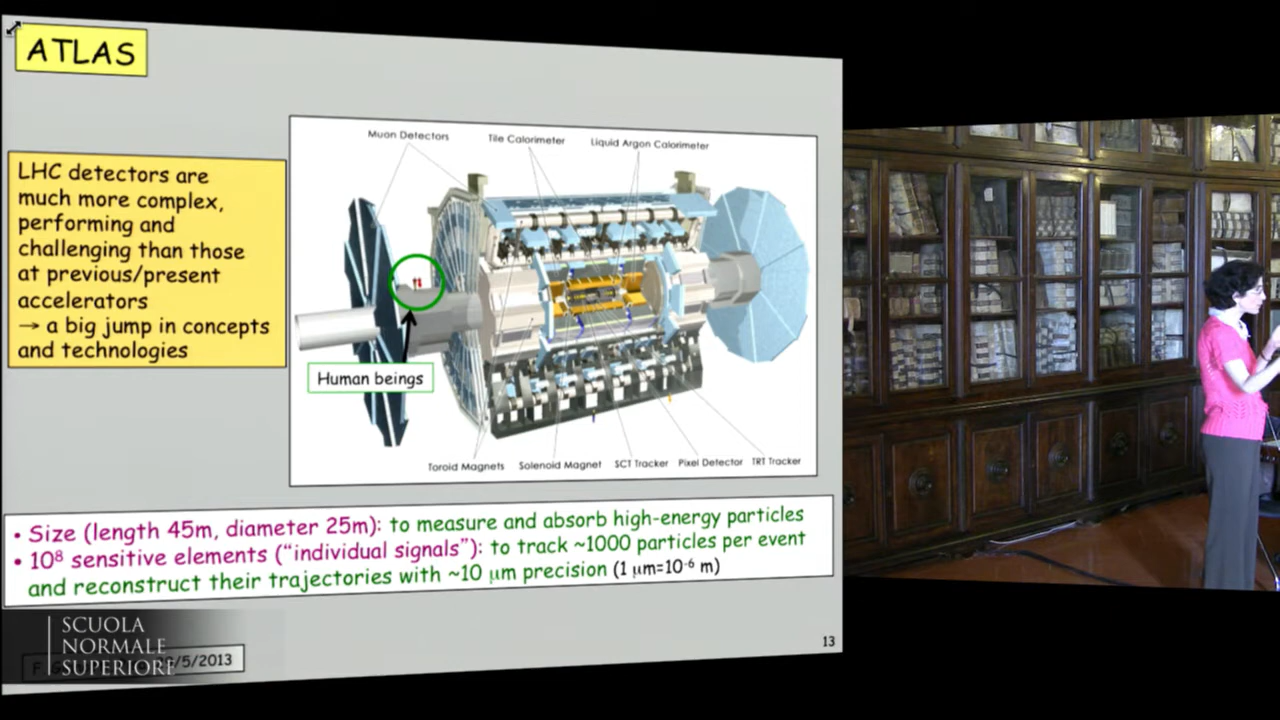 ATLAS
LHC detectors are
much more complex,
performing and
challenging than those
at previous/present
accelerators
→ a big jump in concepts
and technologies
Muon Detectors
Tile Calorimeter
Liquid Argon Calorimeter
Human beings
Toroid Magnets
Solenoid Magnet
SCT Tracker
Pixel Detector
TRT Tracker
• Size (length 45m, diameter 25m): to measure and absorb high-energy particles
• 10⁸ sensitive elements (“individual signals”): to track ~1000 particles per event
and reconstruct their trajectories with ~10 μm precision (1 μm=10⁻⁶ m)
SCUOLA
NORMALE
SUPERIORE
/5/2013
13